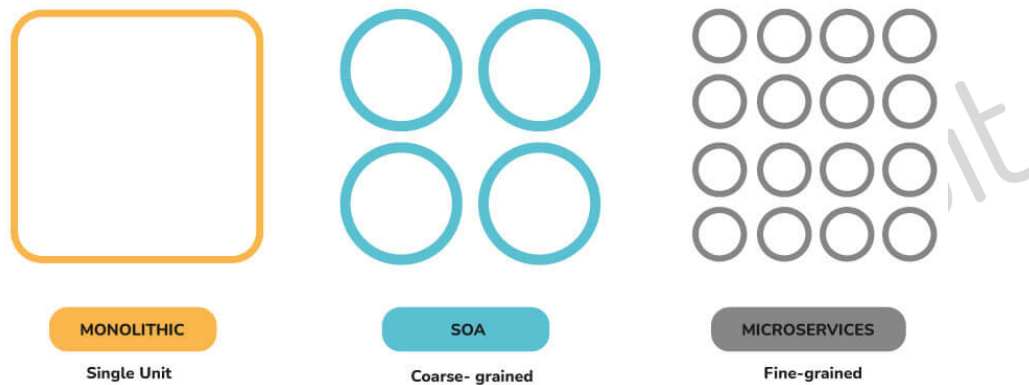 MONOLITHIC
SOA
MICROSERVICES
Single Unit
Coarse- grained
Fine-grained